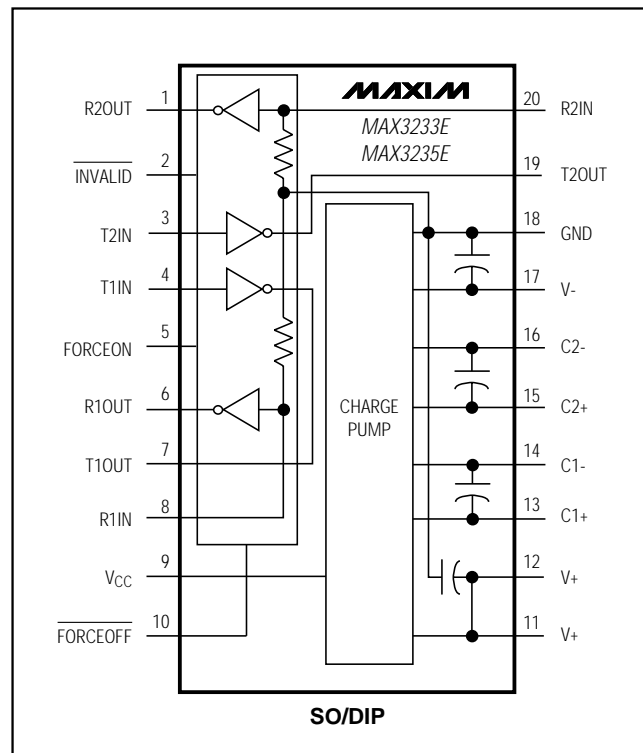 MAXIM
MAX3233E
MAX3235E
R2OUT 1
INVALID 2
T2IN 3
T1IN 4
FORCEON 5
R1OUT 6
T1OUT 7
R1IN 8
VCC 9
FORCEOFF 10
20 R2IN
19 T2OUT
18 GND
17 V-
16 C2-
15 C2+
14 C1-
13 C1+
12 V+
11 V+
CHARGE
PUMP
SO/DIP